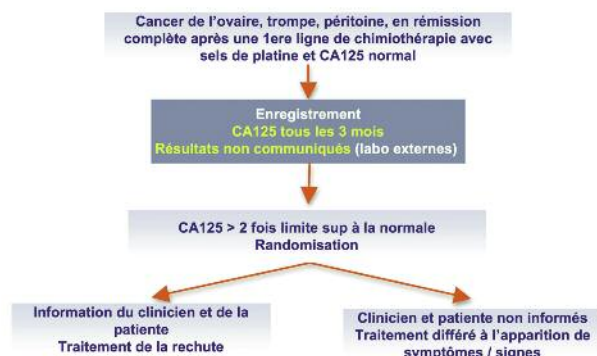 Cancer de l'ovaire, trompe, péritoine, en rémission
complète après une 1ere ligne de chimiothérapie avec
sels de platine et CA125 normal
Enregistrement
CA125 tous les 3 mois
Résultats non communiqués (labo externes)
CA125 > 2 fois limite sup à la normale
Randomisation
Information du clinicien et de la
patiente
Traitement de la rechute
Clinicien et patiente non informés
Traitement différé à l'apparition de
symptômes / signes